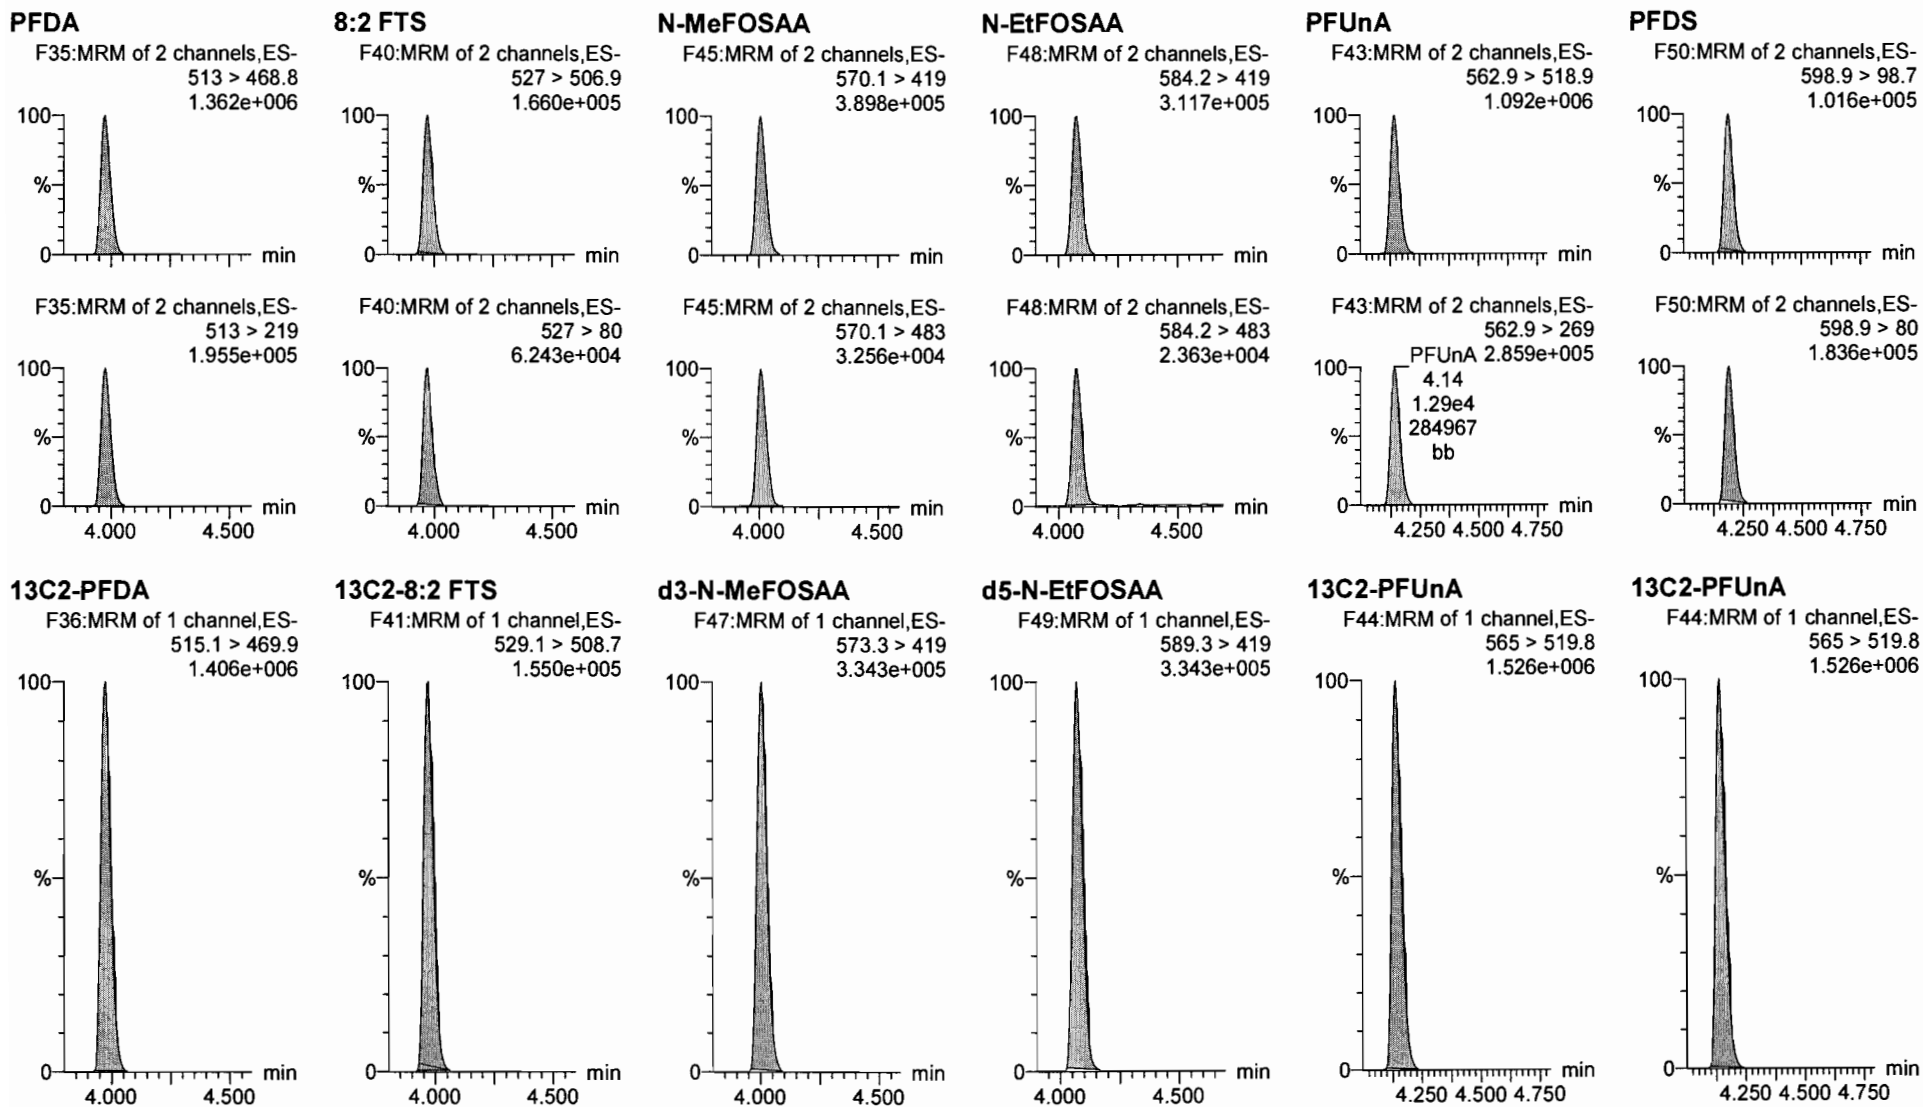 PFDA
F35:MRM of 2 channels,ES-
513 > 468.8
1.362e+006
100
%
0
min
F35:MRM of 2 channels,ES-
513 > 219
1.955e+005
100
%
0
min
4.000 4.500
8:2 FTS
F40:MRM of 2 channels,ES-
527 > 506.9
1.660e+005
100
%
0
min
F40:MRM of 2 channels,ES-
527 > 80
6.243e+004
100
%
0
min
4.000 4.500
N-MeFOSAA
F45:MRM of 2 channels,ES-
570.1 > 419
3.898e+005
100
%
0
min
F45:MRM of 2 channels,ES-
570.1 > 483
3.256e+004
100
%
0
min
4.000 4.500
N-EtFOSAA
F48:MRM of 2 channels,ES-
584.2 > 419
3.117e+005
100
%
0
min
F48:MRM of 2 channels,ES-
584.2 > 483
2.363e+004
100
%
0
min
4.000 4.500
PFUnA
F43:MRM of 2 channels,ES-
562.9 > 518.9
1.092e+006
100
%
0
min
F43:MRM of 2 channels,ES-
562.9 > 269
PFUnA 2.859e+005
100
4.14
1.29e4
284967
%
bb
0
min
4.250 4.500 4.750
PFDS
F50:MRM of 2 channels,ES-
598.9 > 98.7
1.016e+005
100
%
0
min
F50:MRM of 2 channels,ES-
598.9 > 80
1.836e+005
100
%
0
min
4.250 4.500 4.750
13C2-PFDA
F36:MRM of 1 channel,ES-
515.1 > 469.9
1.406e+006
100
%
0
min
4.000 4.500
13C2-8:2 FTS
F41:MRM of 1 channel,ES-
529.1 > 508.7
1.550e+005
100
%
0
min
4.000 4.500
d3-N-MeFOSAA
F47:MRM of 1 channel,ES-
573.3 > 419
3.343e+005
100
%
0
min
4.000 4.500
d5-N-EtFOSAA
F49:MRM of 1 channel,ES-
589.3 > 419
3.343e+005
100
%
0
min
4.000 4.500
13C2-PFUnA
F44:MRM of 1 channel,ES-
565 > 519.8
1.526e+006
100
%
0
min
4.250 4.500 4.750
13C2-PFUnA
F44:MRM of 1 channel,ES-
565 > 519.8
1.526e+006
100
%
0
min
4.250 4.500 4.750